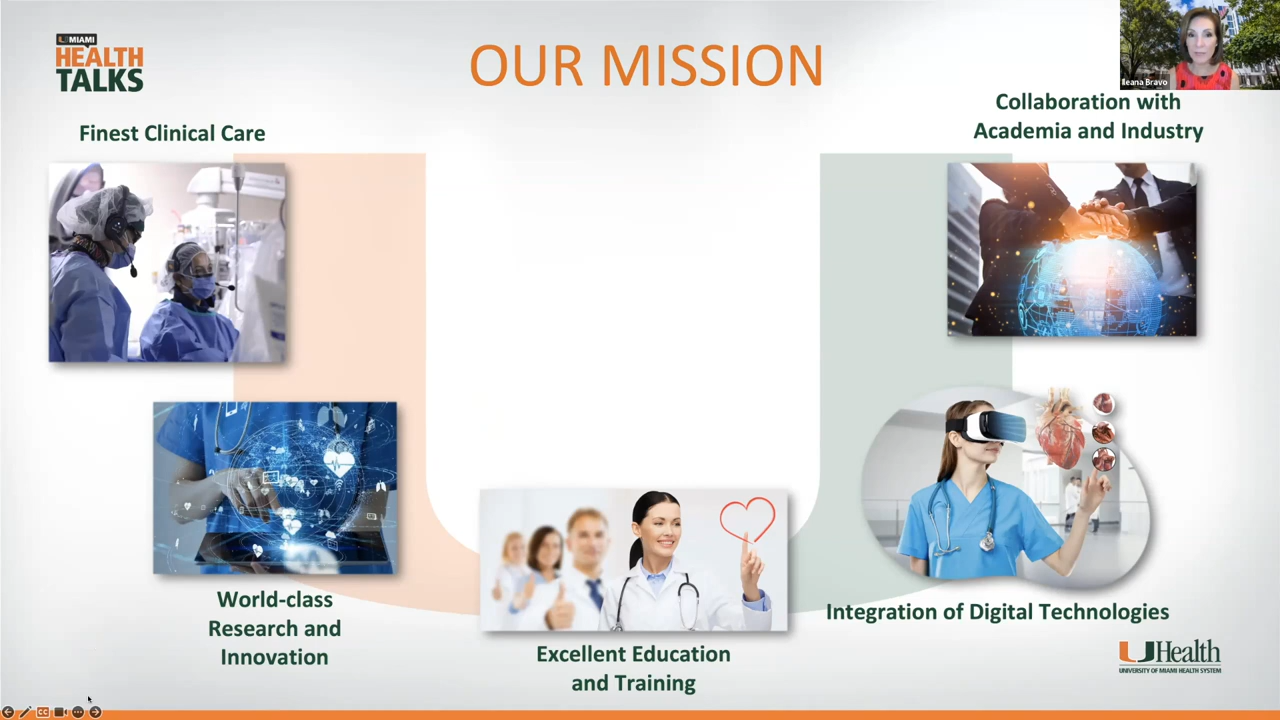 U MIAMI
HEALTH
TALKS
OUR MISSION
Ileana Bravo
Finest Clinical Care
Collaboration with
Academia and Industry
World-class
Research and
Innovation
Excellent Education
and Training
Integration of Digital Technologies
UHealth
UNIVERSITY OF MIAMI HEALTH SYSTEM
CC